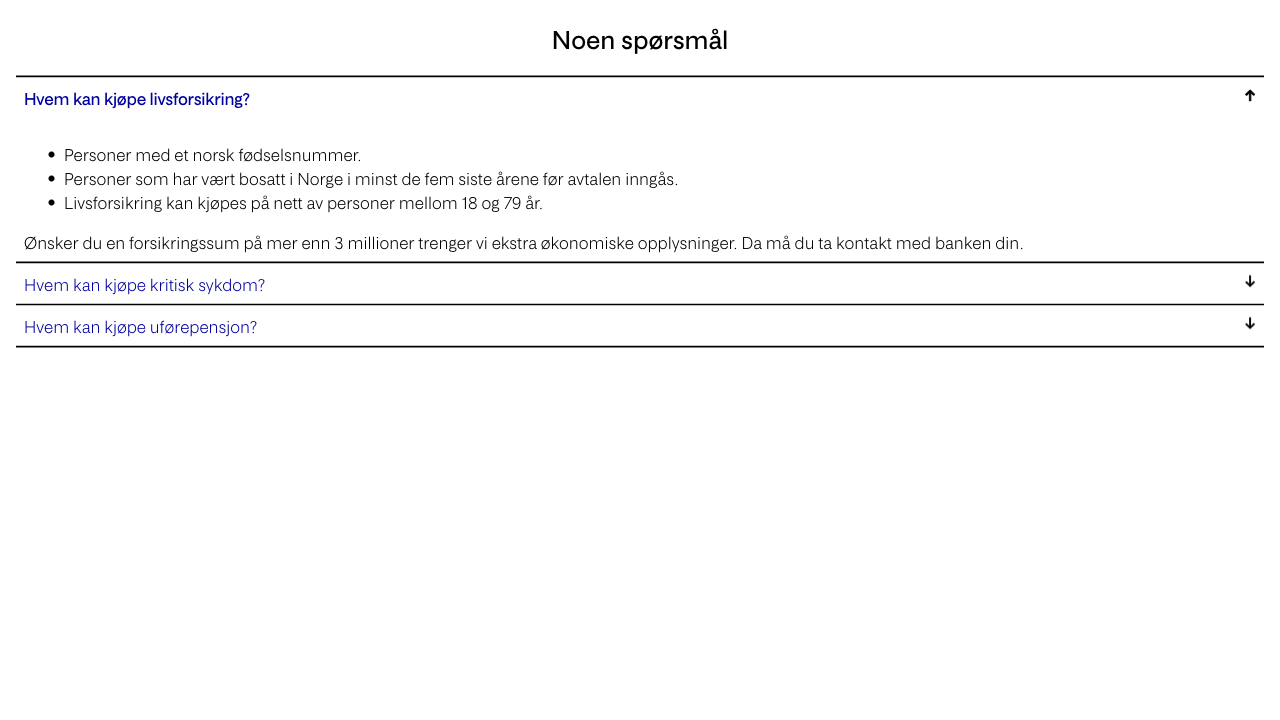 Noen spørsmål
Hvem kan kjøpe livsforsikring?
Personer med et norsk fødselsnummer.
Personer som har vært bosatt i Norge i minst de fem siste årene før avtalen inngås.
Livsforsikring kan kjøpes på nett av personer mellom 18 og 79 år.
Ønsker du en forsikringssum på mer enn 3 millioner trenger vi ekstra økonomiske opplysninger. Da må du ta kontakt med banken din.
Hvem kan kjøpe kritisk sykdom?
Hvem kan kjøpe uførepensjon?